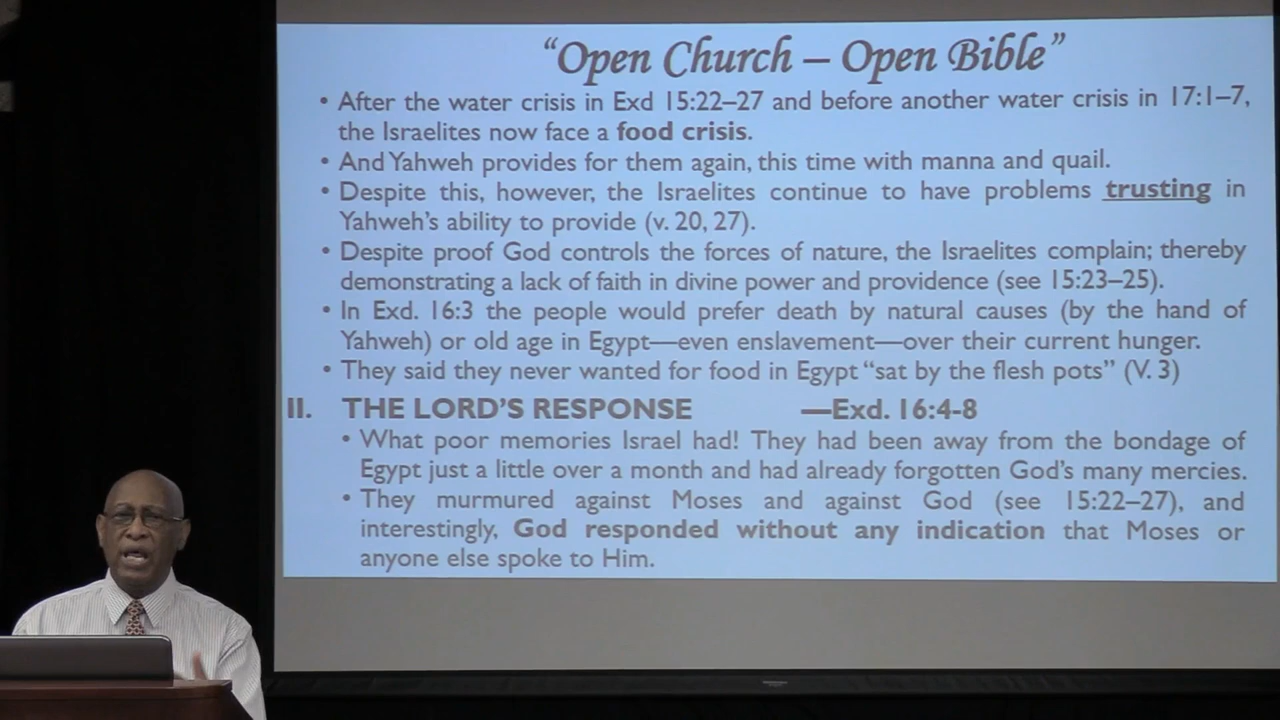 “Open Church – Open Bible”
• After the water crisis in Exd 15:22–27 and before another water crisis in 17:1–7,
the Israelites now face a food crisis.
• And Yahweh provides for them again, this time with manna and quail.
• Despite this, however, the Israelites continue to have problems trusting in
Yahweh’s ability to provide (v. 20, 27).
• Despite proof God controls the forces of nature, the Israelites complain; thereby
demonstrating a lack of faith in divine power and providence (see 15:23–25).
• In Exd. 16:3 the people would prefer death by natural causes (by the hand of
Yahweh) or old age in Egypt—even enslavement—over their current hunger.
• They said they never wanted for food in Egypt “sat by the flesh pots” (V. 3)
II. THE LORD’S RESPONSE —Exd. 16:4-8
• What poor memories Israel had! They had been away from the bondage of
Egypt just a little over a month and had already forgotten God’s many mercies.
• They murmured against Moses and against God (see 15:22–27), and
interestingly, God responded without any indication that Moses or
anyone else spoke to Him.